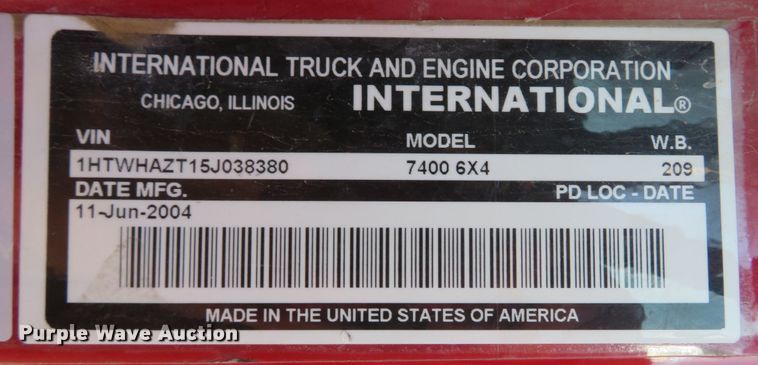 INTERNATIONAL TRUCK AND ENGINE CORPORATION
CHICAGO, ILLINOIS INTERNATIONAL®
VIN MODEL W.B.
1HTWHAZT15J038380 7400 6X4 209
DATE MFG. PD LOC - DATE
11-Jun-2004
MADE IN THE UNITED STATES OF AMERICA
Purple Wave Auction